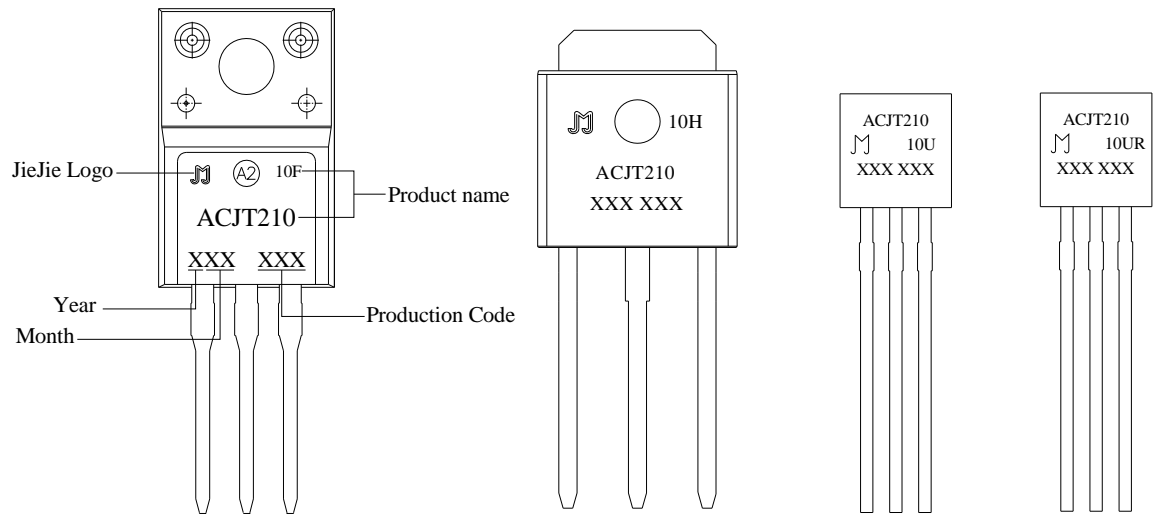 JieJie Logo
A2
10F
Product name
ACJT210
XXX XXX
Year
Month
Production Code
10H
ACJT210
XXX XXX
ACJT210
10U
XXX XXX
ACJT210
10UR
XXX XXX